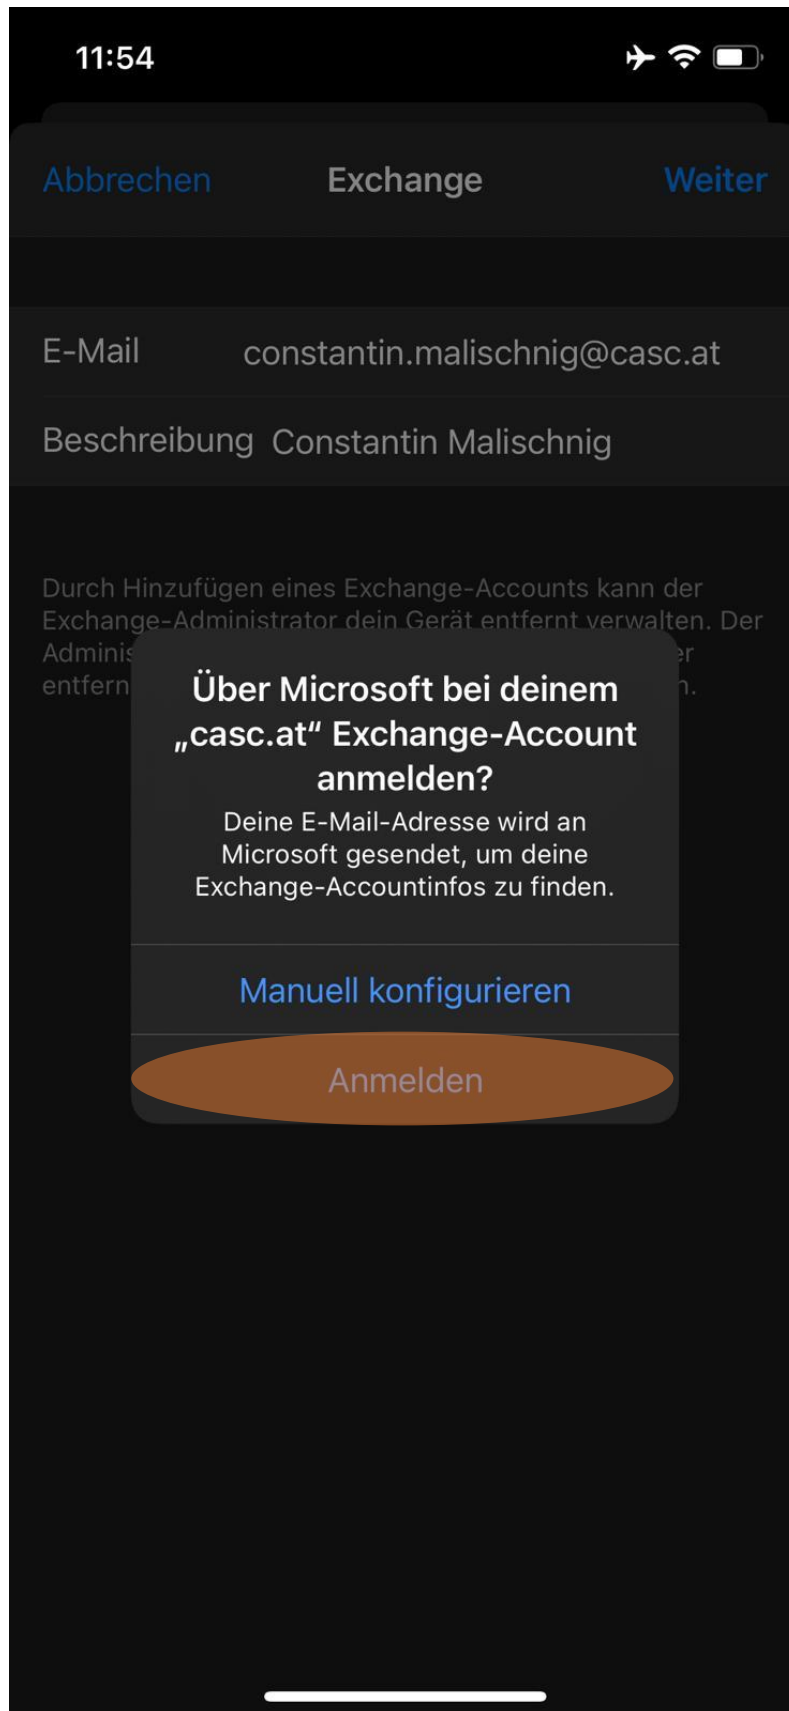 11:54
Abbrechen Exchange Weiter
E-Mail constantin.malischnig@casc.at
Beschreibung Constantin Malischnig
Durch Hinzufügen eines Exchange-Accounts kann der
Exchange-Administrator dein Gerät entfernt verwalten. Der
Über Microsoft bei deinem
„casc.at“ Exchange-Account
anmelden?
Deine E-Mail-Adresse wird an
Microsoft gesendet, um deine
Exchange-Accountinfos zu finden.
Manuell konfigurieren
Anmelden